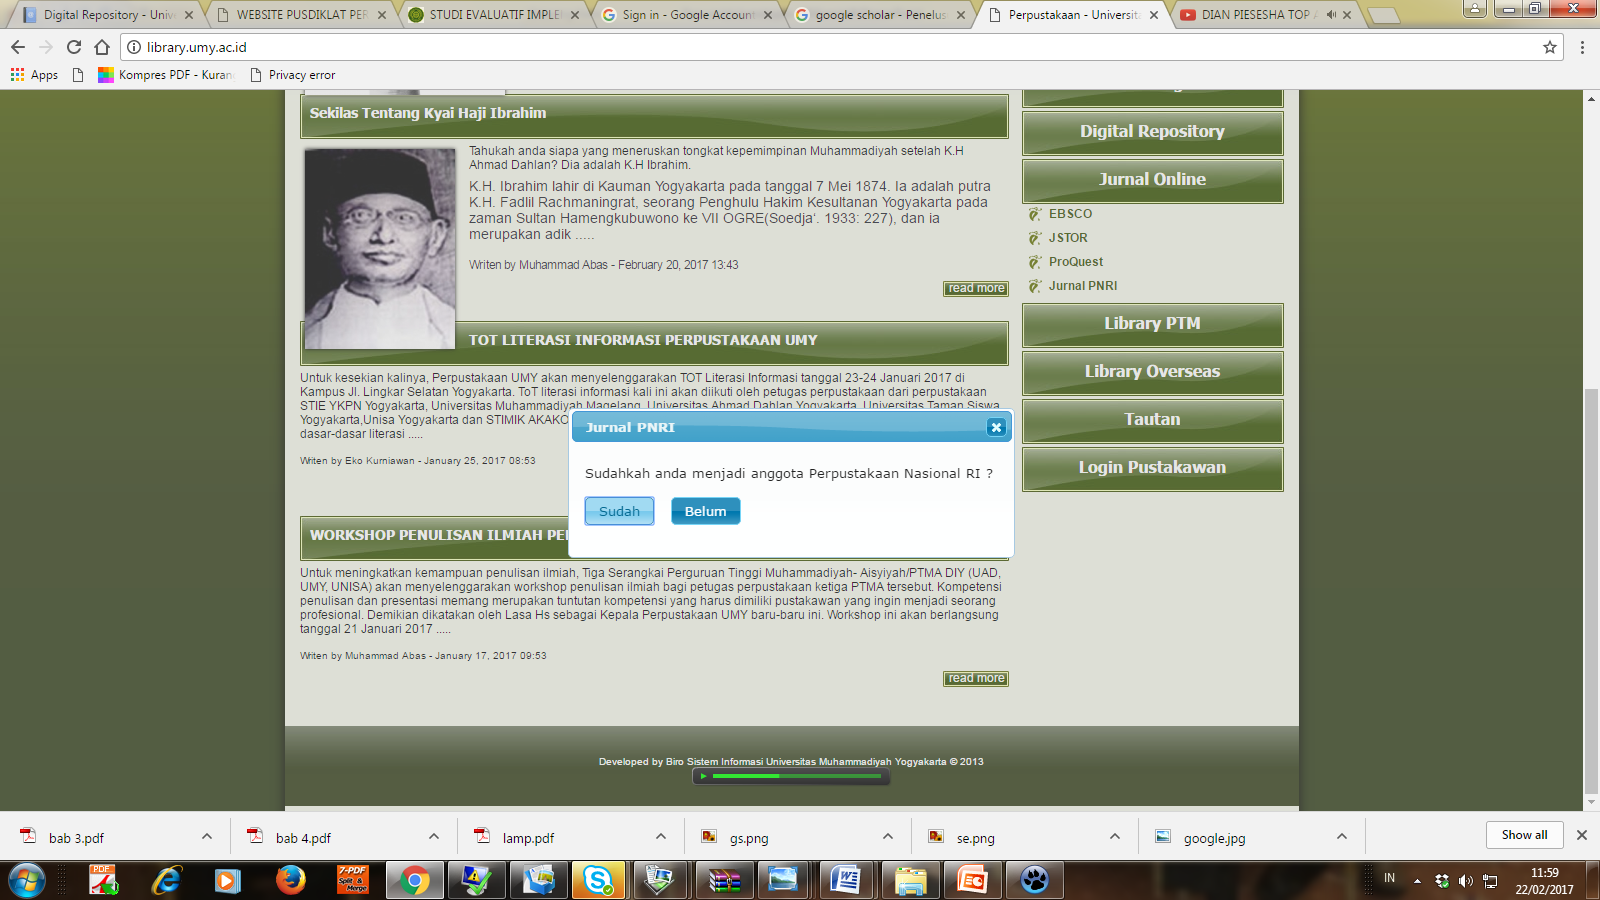 Digital Repository - Unive
WEBSITE PUSDIKLAT PER
STUDI EVALUATIF IMPLE
Sign in - Google Account
google scholar - Penelus
Perpustakaan - Universita
DIAN PIESESHA TOP
library.umy.ac.id
Apps
Kompres PDF - Kuran
Privacy error
Sekilas Tentang Kyai Haji Ibrahim
Tahukah anda siapa yang meneruskan tongkat kepemimpinan Muhammadiyah setelah K.H
Ahmad Dahlan? Dia adalah K.H Ibrahim.
K.H. Ibrahim lahir di Kauman Yogyakarta pada tanggal 7 Mei 1874. Ia adalah putra
K.H. Fadlil Rachmaningrat, seorang Penghulu Hakim Kesultanan Yogyakarta pada
zaman Sultan Hamengkubuwono ke VII OGRE(Soedja‘. 1933: 227), dan ia
merupakan adik .....
Writen by Muhammad Abas - February 20, 2017 13:43
read more
TOT LITERASI INFORMASI PERPUSTAKAAN UMY
Untuk kesekian kalinya, Perpustakaan UMY akan menyelenggarakan TOT Literasi Informasi tanggal 23-24 Januari 2017 di
Kampus Jl. Lingkar Selatan Yogyakarta. ToT literasi informasi kali ini akan diikuti oleh petugas perpustakaan dari perpustakaan
STIE YKPN Yogyakarta, Universitas Muhammadiyah Magelang, Universitas Ahmad Dahlan Yogyakarta, Universitas Taman Siswa
Yogyakarta,Unisa Yogyakarta dan STIMIK AKAKO
dasar-dasar literasi .....
Writen by Eko Kurniawan - January 25, 2017 08:53
WORKSHOP PENULISAN ILMIAH PE
Untuk meningkatkan kemampuan penulisan ilmiah, Tiga Serangkai Perguruan Tinggi Muhammadiyah- Aisyiyah/PTMA DIY (UAD,
UMY, UNISA) akan menyelenggarakan workshop penulisan ilmiah bagi petugas perpustakaan ketiga PTMA tersebut. Kompetensi
penulisan dan presentasi memang merupakan tuntutan kompetensi yang harus dimiliki pustakawan yang ingin menjadi seorang
profesional. Demikian dikatakan oleh Lasa Hs sebagai Kepala Perpustakaan UMY baru-baru ini. Workshop ini akan berlangsung
tanggal 21 Januari 2017 .....
Writen by Muhammad Abas - January 17, 2017 09:53
read more
Digital Repository
Jurnal Online
EBSCO
JSTOR
ProQuest
Jurnal PNRI
Library PTM
Library Overseas
Tautan
Login Pustakawan
Jurnal PNRI
Sudahkah anda menjadi anggota Perpustakaan Nasional RI ?
Sudah
Belum
Developed by Biro Sistem Informasi Universitas Muhammadiyah Yogyakarta © 2013
bab 3.pdf
bab 4.pdf
lamp.pdf
gs.png
se.png
google.jpg
Show all
PDF
7-PDF
Split &
Merge
IN
11:59
22/02/2017